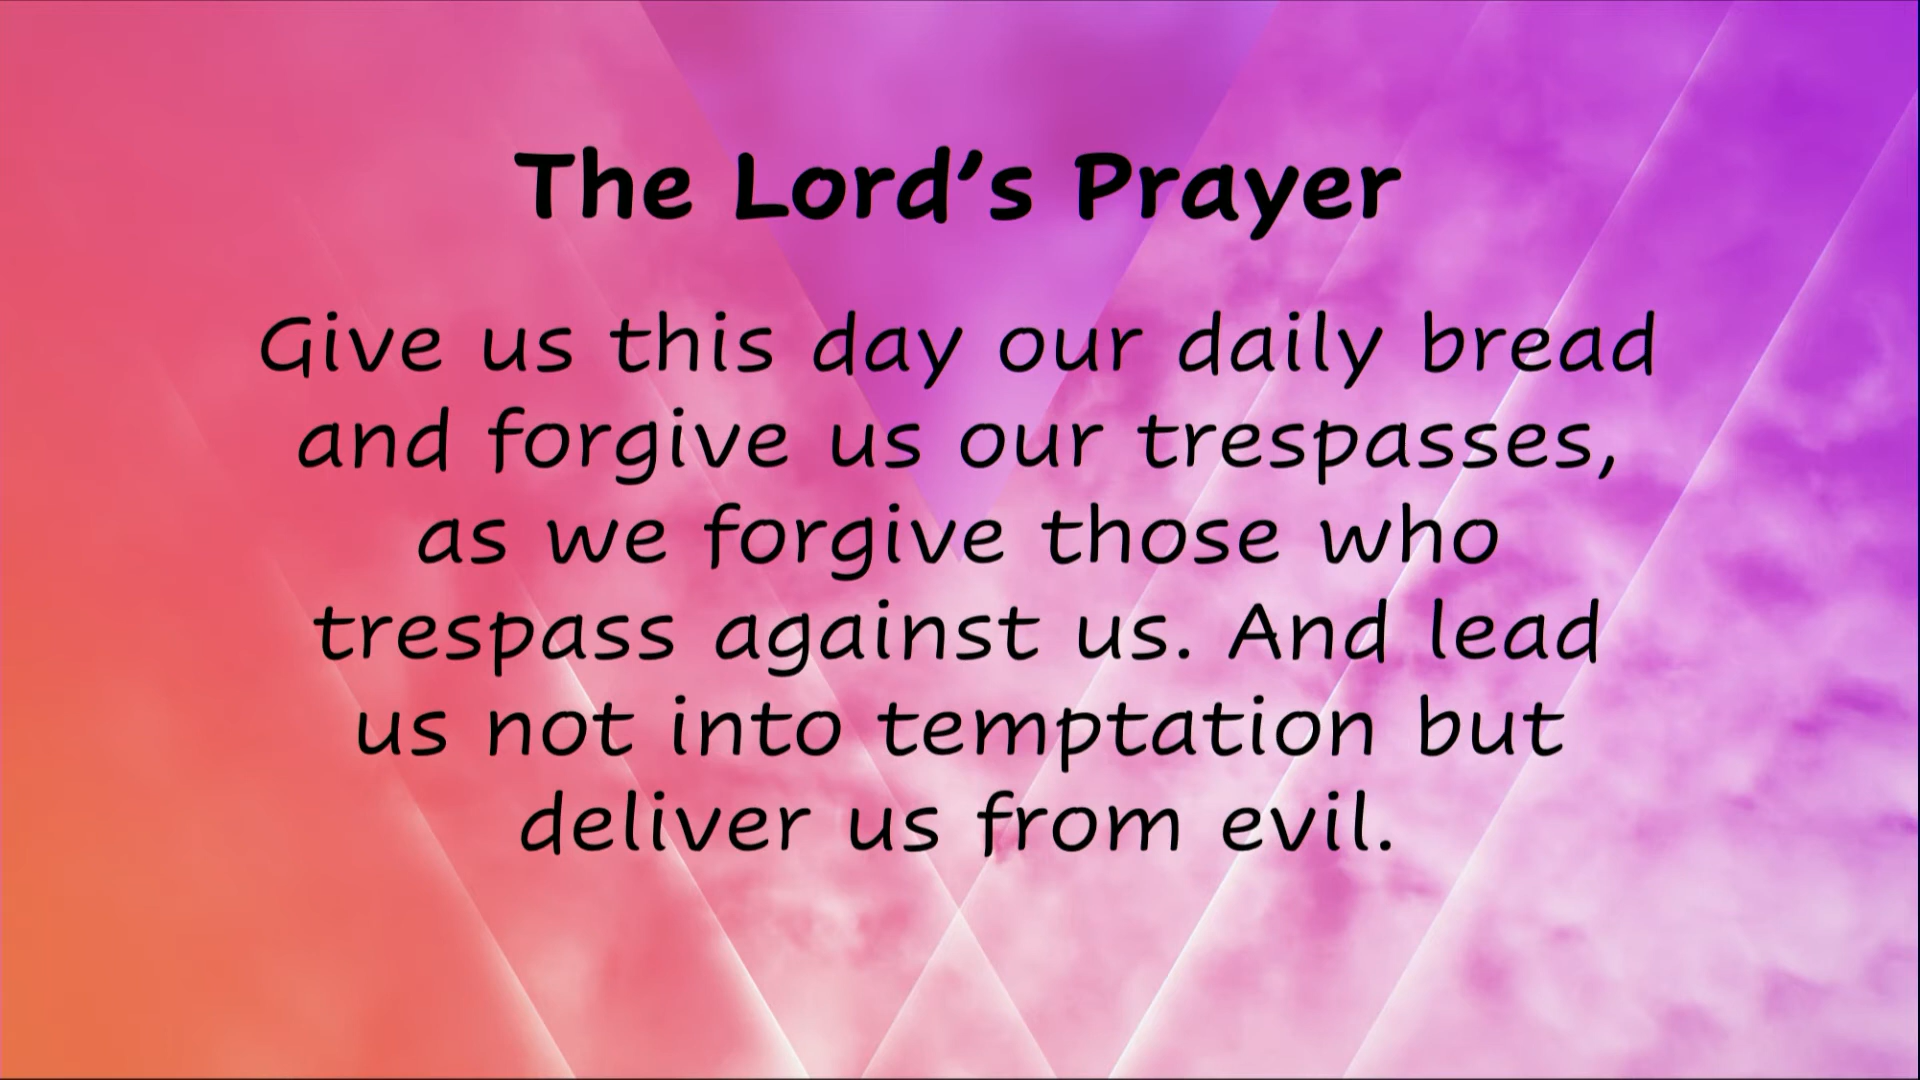 The Lord’s Prayer
Give us this day our daily bread
and forgive us our trespasses,
as we forgive those who
trespass against us. And lead
us not into temptation but
deliver us from evil.